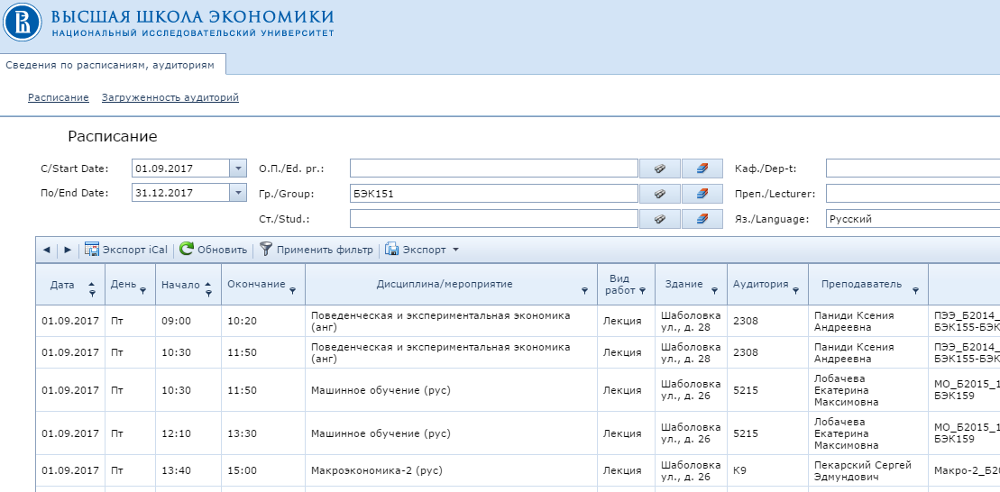 ВЫСШАЯ ШКОЛА ЭКОНОМИКИ
НАЦИОНАЛЬНЫЙ ИССЛЕДОВАТЕЛЬСКИЙ УНИВЕРСИТЕТ
Сведения по расписаниям, аудиториям
Расписание Загруженность аудиторий
Расписание
С/Start Date: 01.09.2017 О.П./Ed. pr.: Каф./Dep-t:
По/End Date: 31.12.2017 Гр./Group: БЭК151 Преп./Lecturer:
Ст./Stud.: Яз./Language: Русский
Экспорт iCal Обновить Применить фильтр Экспорт
Дата День Начало Окончание Дисциплина/мероприятие Вид работ Здание Аудитория Преподаватель
01.09.2017 Пт 09:00 10:20 Поведенческая и экспериментальная экономика (анг) Лекция Шаболовка ул., д. 28 2308 Паниди Ксения Андреевна ПЭЭ_Б2014_ БЭК155-БЭК
01.09.2017 Пт 10:30 11:50 Поведенческая и экспериментальная экономика (анг) Лекция Шаболовка ул., д. 28 2308 Паниди Ксения Андреевна ПЭЭ_Б2014_ БЭК155-БЭК
01.09.2017 Пт 10:30 11:50 Машинное обучение (рус) Лекция Шаболовка ул., д. 26 5215 Лобачева Екатерина Максимовна МО_Б2015_1 БЭК159
01.09.2017 Пт 12:10 13:30 Машинное обучение (рус) Лекция Шаболовка ул., д. 26 5215 Лобачева Екатерина Максимовна МО_Б2015_1 БЭК159
01.09.2017 Пт 13:40 15:00 Макроэкономика-2 (рус) Лекция Шаболовка ул., д. 26 К9 Пекарский Сергей Эдмундович Макро-2_Б20